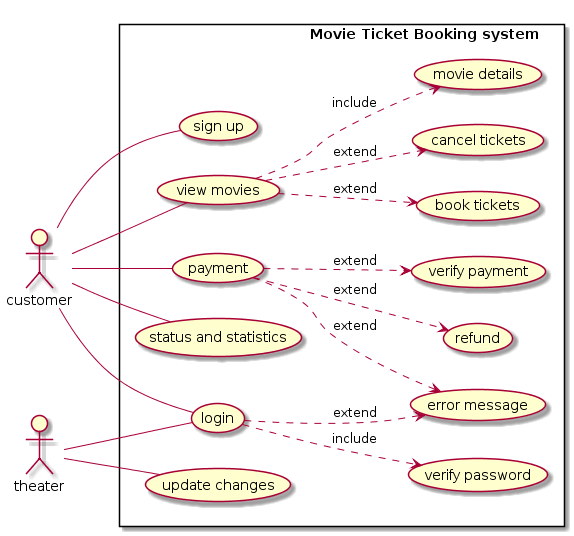 Movie Ticket Booking system
movie details
include
sign up
cancel tickets
extend
view movies
extend
book tickets
customer
payment
extend
verify payment
extend
status and statistics
extend
refund
login
extend
error message
include
theater
update changes
verify password